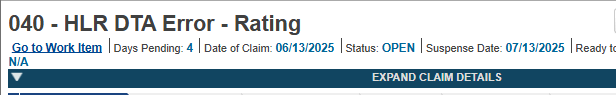 040 - HLR DTA Error - Rating
Go to Work Item Days Pending: 4 Date of Claim: 06/13/2025 Status: OPEN Suspense Date: 07/13/2025 Ready to
N/A
EXPAND CLAIM DETAILS